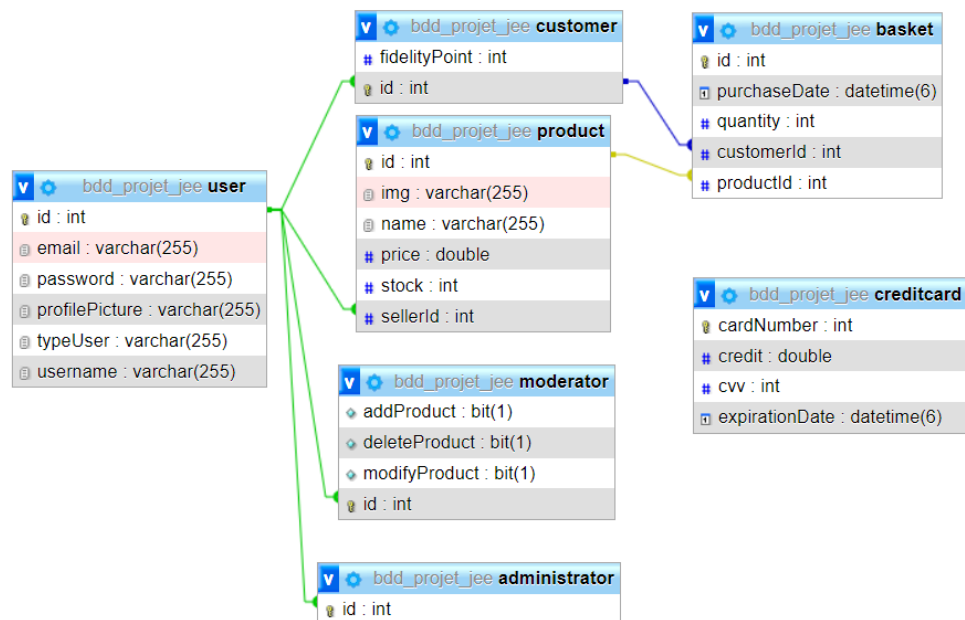 bdd_projet_jee customer
fidelityPoint : int
id : int
bdd_projet_jee basket
id : int
purchaseDate : datetime(6)
quantity : int
customerId : int
productId : int
bdd_projet_jee product
id : int
img : varchar(255)
name : varchar(255)
price : double
stock : int
sellerId : int
bdd_projet_jee user
id : int
email : varchar(255)
password : varchar(255)
profilePicture : varchar(255)
typeUser : varchar(255)
username : varchar(255)
bdd_projet_jee creditcard
cardNumber : int
credit : double
cvv : int
expirationDate : datetime(6)
bdd_projet_jee moderator
addProduct : bit(1)
deleteProduct : bit(1)
modifyProduct : bit(1)
id : int
bdd_projet_jee administrator
id : int